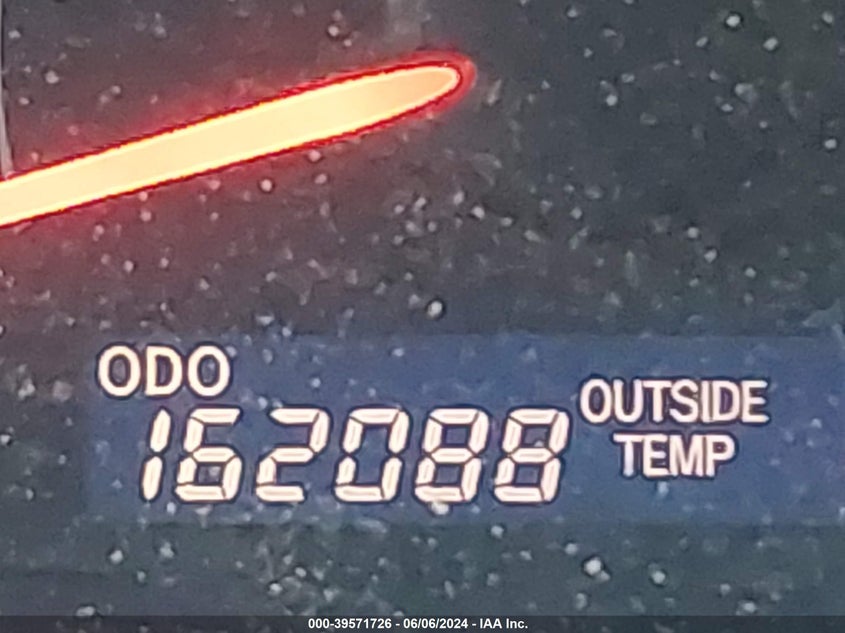 ODO
162088
OUTSIDE
TEMP
000-39571726 - 06/06/2024 - IAA Inc.